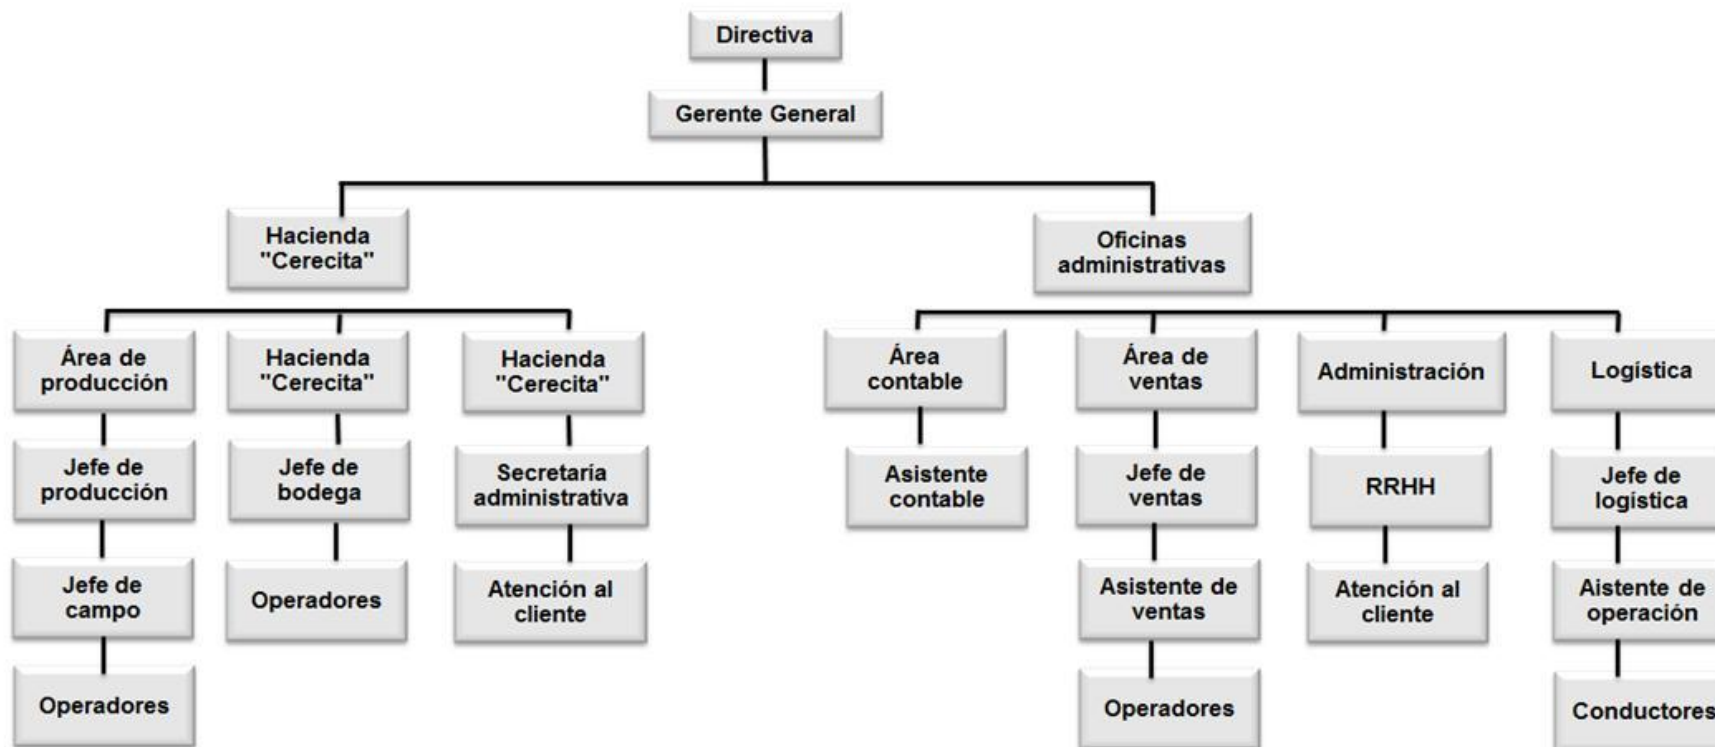 Directiva
Gerente General
Hacienda
"Cerecita"
Oficinas
administrativas
Área de
producción
Hacienda
"Cerecita"
Hacienda
"Cerecita"
Área
contable
Área de
ventas
Administración
Logística
Jefe de
producción
Jefe de
bodega
Secretaría
administrativa
Asistente
contable
Jefe de
ventas
RRHH
Jefe de
logística
Jefe de
campo
Operadores
Atención al
cliente
Asistente de
ventas
Atención al
cliente
Aistente de
operación
Operadores
Operadores
Conductores